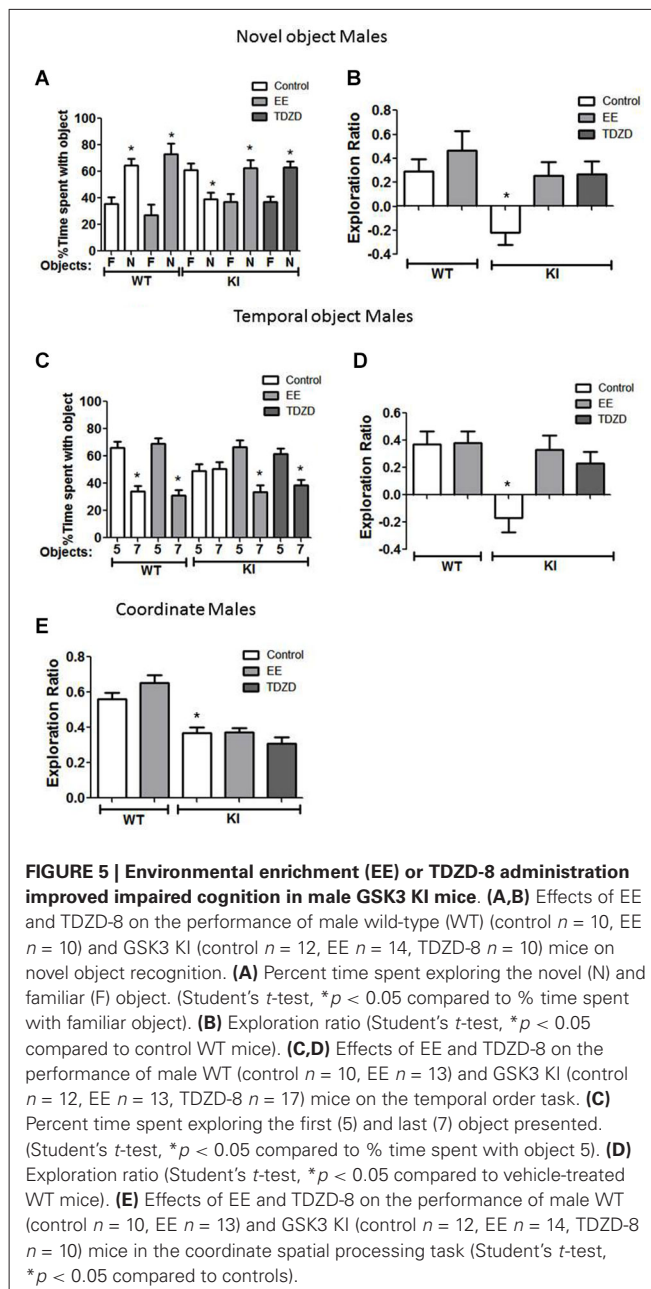 Novel object Males
A
Control
EE
TDZD
%Time spent with object
100
80
60
40
20
0
* * * * *
Objects: F N F N F N F N F N
WT KI
B
Control
EE
TDZD
Exploration Ratio
0.8
0.6
0.4
0.2
0.0
-0.2
-0.4
*
WT KI
Temporal object Males
C
Control
EE
TDZD
%Time spent with object
100
80
60
40
20
0
* * * *
Objects: 5 7 5 7 5 7 5 7 5 7
WT KI
D
Control
EE
TDZD
Exploration Ratio
0.6
0.4
0.2
0.0
-0.2
-0.4
*
WT KI
Coordinate Males
E
Control
EE
TDZD
Exploration Ratio
0.8
0.6
0.4
0.2
0.0
*
WT KI
FIGURE 5 | Environmental enrichment (EE) or TDZD-8 administration
improved impaired cognition in male GSK3 KI mice. (A,B) Effects of EE
and TDZD-8 on the performance of male wild-type (WT) (control n = 10, EE
n = 10) and GSK3 KI (control n = 12, EE n = 14, TDZD-8 n = 10) mice on
novel object recognition. (A) Percent time spent exploring the novel (N) and
familiar (F) object. (Student's t-test, *p < 0.05 compared to % time spent
with familiar object). (B) Exploration ratio (Student's t-test, *p < 0.05
compared to control WT mice). (C,D) Effects of EE and TDZD-8 on the
performance of male WT (control n = 10, EE n = 13) and GSK3 KI (control
n = 12, EE n = 13, TDZD-8 n = 17) mice on the temporal order task. (C)
Percent time spent exploring the first (5) and last (7) object presented.
(Student's t-test, *p < 0.05 compared to % time spent with object 5). (D)
Exploration ratio (Student's t-test, *p < 0.05 compared to vehicle-treated
WT mice). (E) Effects of EE and TDZD-8 on the performance of male WT
(control n = 10, EE n = 13) and GSK3 KI (control n = 12, EE n = 14, TDZD-8
n = 10) mice in the coordinate spatial processing task (Student's t-test,
*p < 0.05 compared to controls).